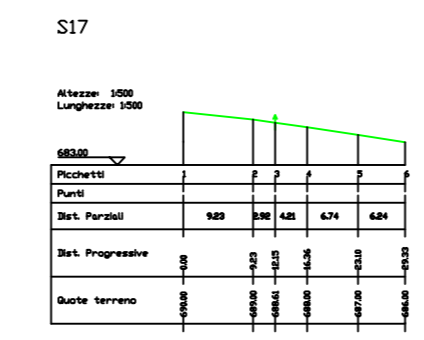 S17
Altezze: 1:500
Lunghezze: 1:500
683.00
Picchetti 1 2 3 4 5 6
Punti
Dist. Parziali 9.23 2.92 4.21 6.74 6.24
Dist. Progressive 0.00 9.23 12.15 16.36 23.10 29.33
Quote terreno 690.00 689.00 688.61 688.00 687.00 686.00